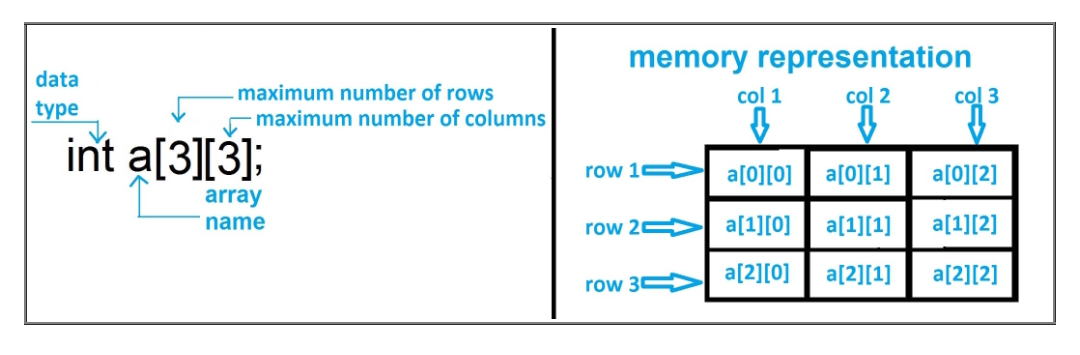 data
type
maximum number of rows
maximum number of columns
int a[3][3];
array
name
memory representation
col 1 col 2 col 3
row 1 a[0][0] a[0][1] a[0][2]
row 2 a[1][0] a[1][1] a[1][2]
row 3 a[2][0] a[2][1] a[2][2]